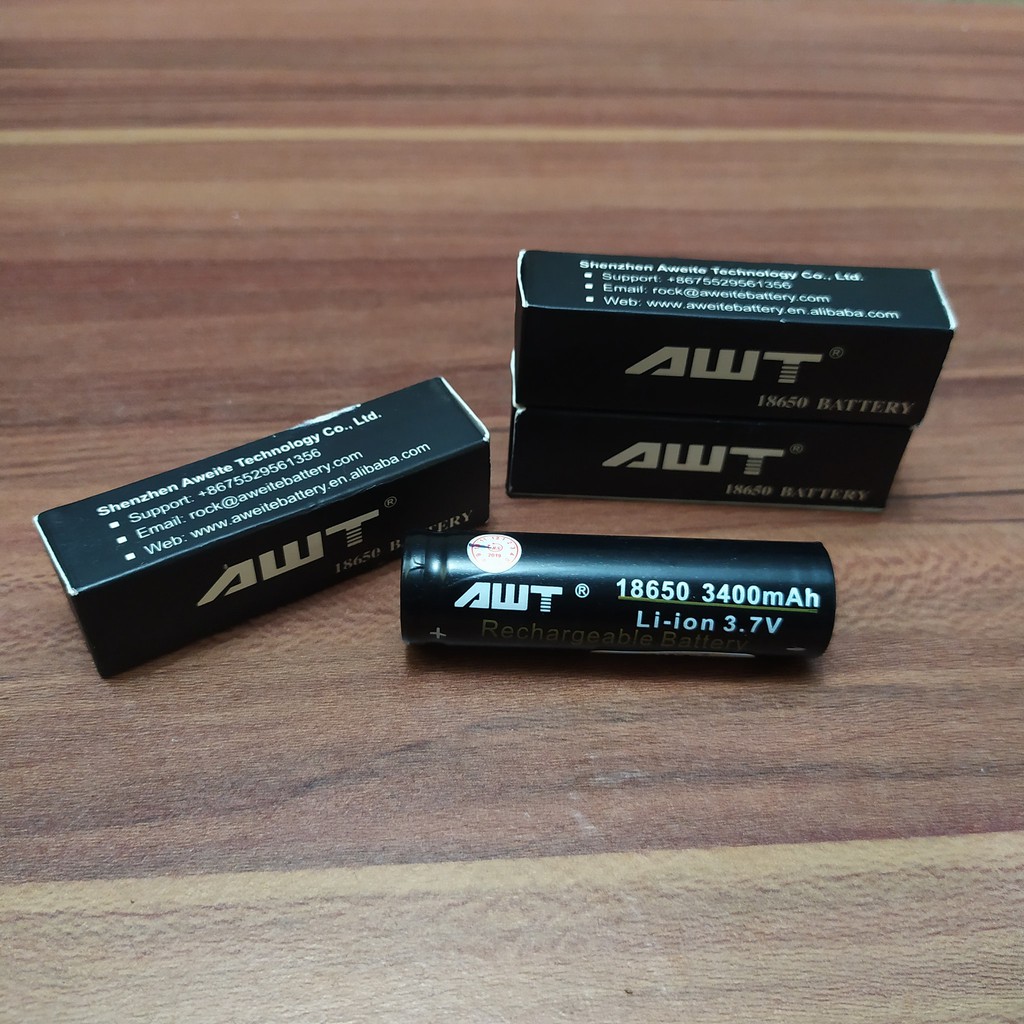 Shenzhen Aweite Technology Co., Ltd.
Support: +8675529561356
Email: rock@aweitebattery.com
Web: www.aweitebattery.en.alibaba.com
AWT ®
18650 BATTERY
AWT ®
18650 BATTERY
Shenzhen Aweite Technology Co., Ltd.
Support: +8675529561356
Email: rock@aweitebattery.com
Web: www.aweitebattery.en.alibaba.com
AWT ®
18650
AWT ®
18650 3400mAh
Li-ion 3.7V
+ Rechargeable Battery -